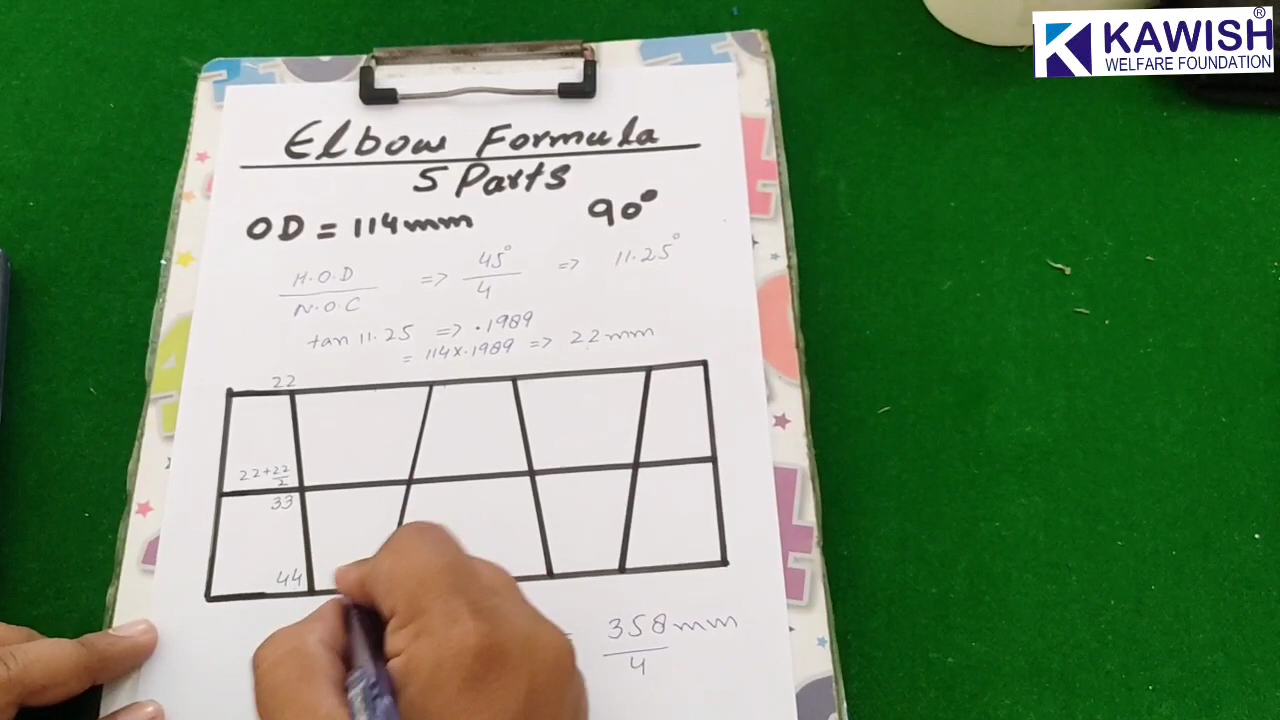 KAWISH®
WELFARE FOUNDATION
Elbow Formula
5 Parts
OD = 114mm 90°
H.O.D
N.O.C
=> 45°
4
=> 11.25°
tan 11.25 => .1989
= 114x.1989 => 22mm
22
22+22
2
33
44
= 358mm
4